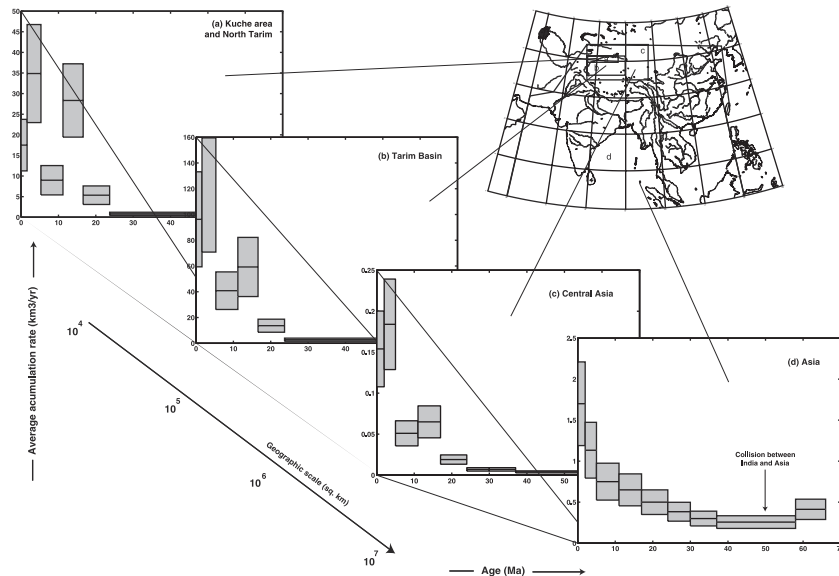 (a) Kuche area
and North Tarim
50
45
40
35
30
25
20
15
10
5
0
0 10 20 30 40
(b) Tarim Basin
160
140
120
100
80
60
40
20
0
0 10 20 30 40
(c) Central Asia
0.25
0.2
0.15
0.1
0.05
0
0 10 20 30 40 50
(d) Asia
2.5
2
1.5
1
0.5
0
0 10 20 30 40 50 60 70
Collision between
India and Asia
c
d
Average acumulation rate (km3/yr)
10^4
10^5
10^6
10^7
Geographic scale (sq. km)
Age (Ma)